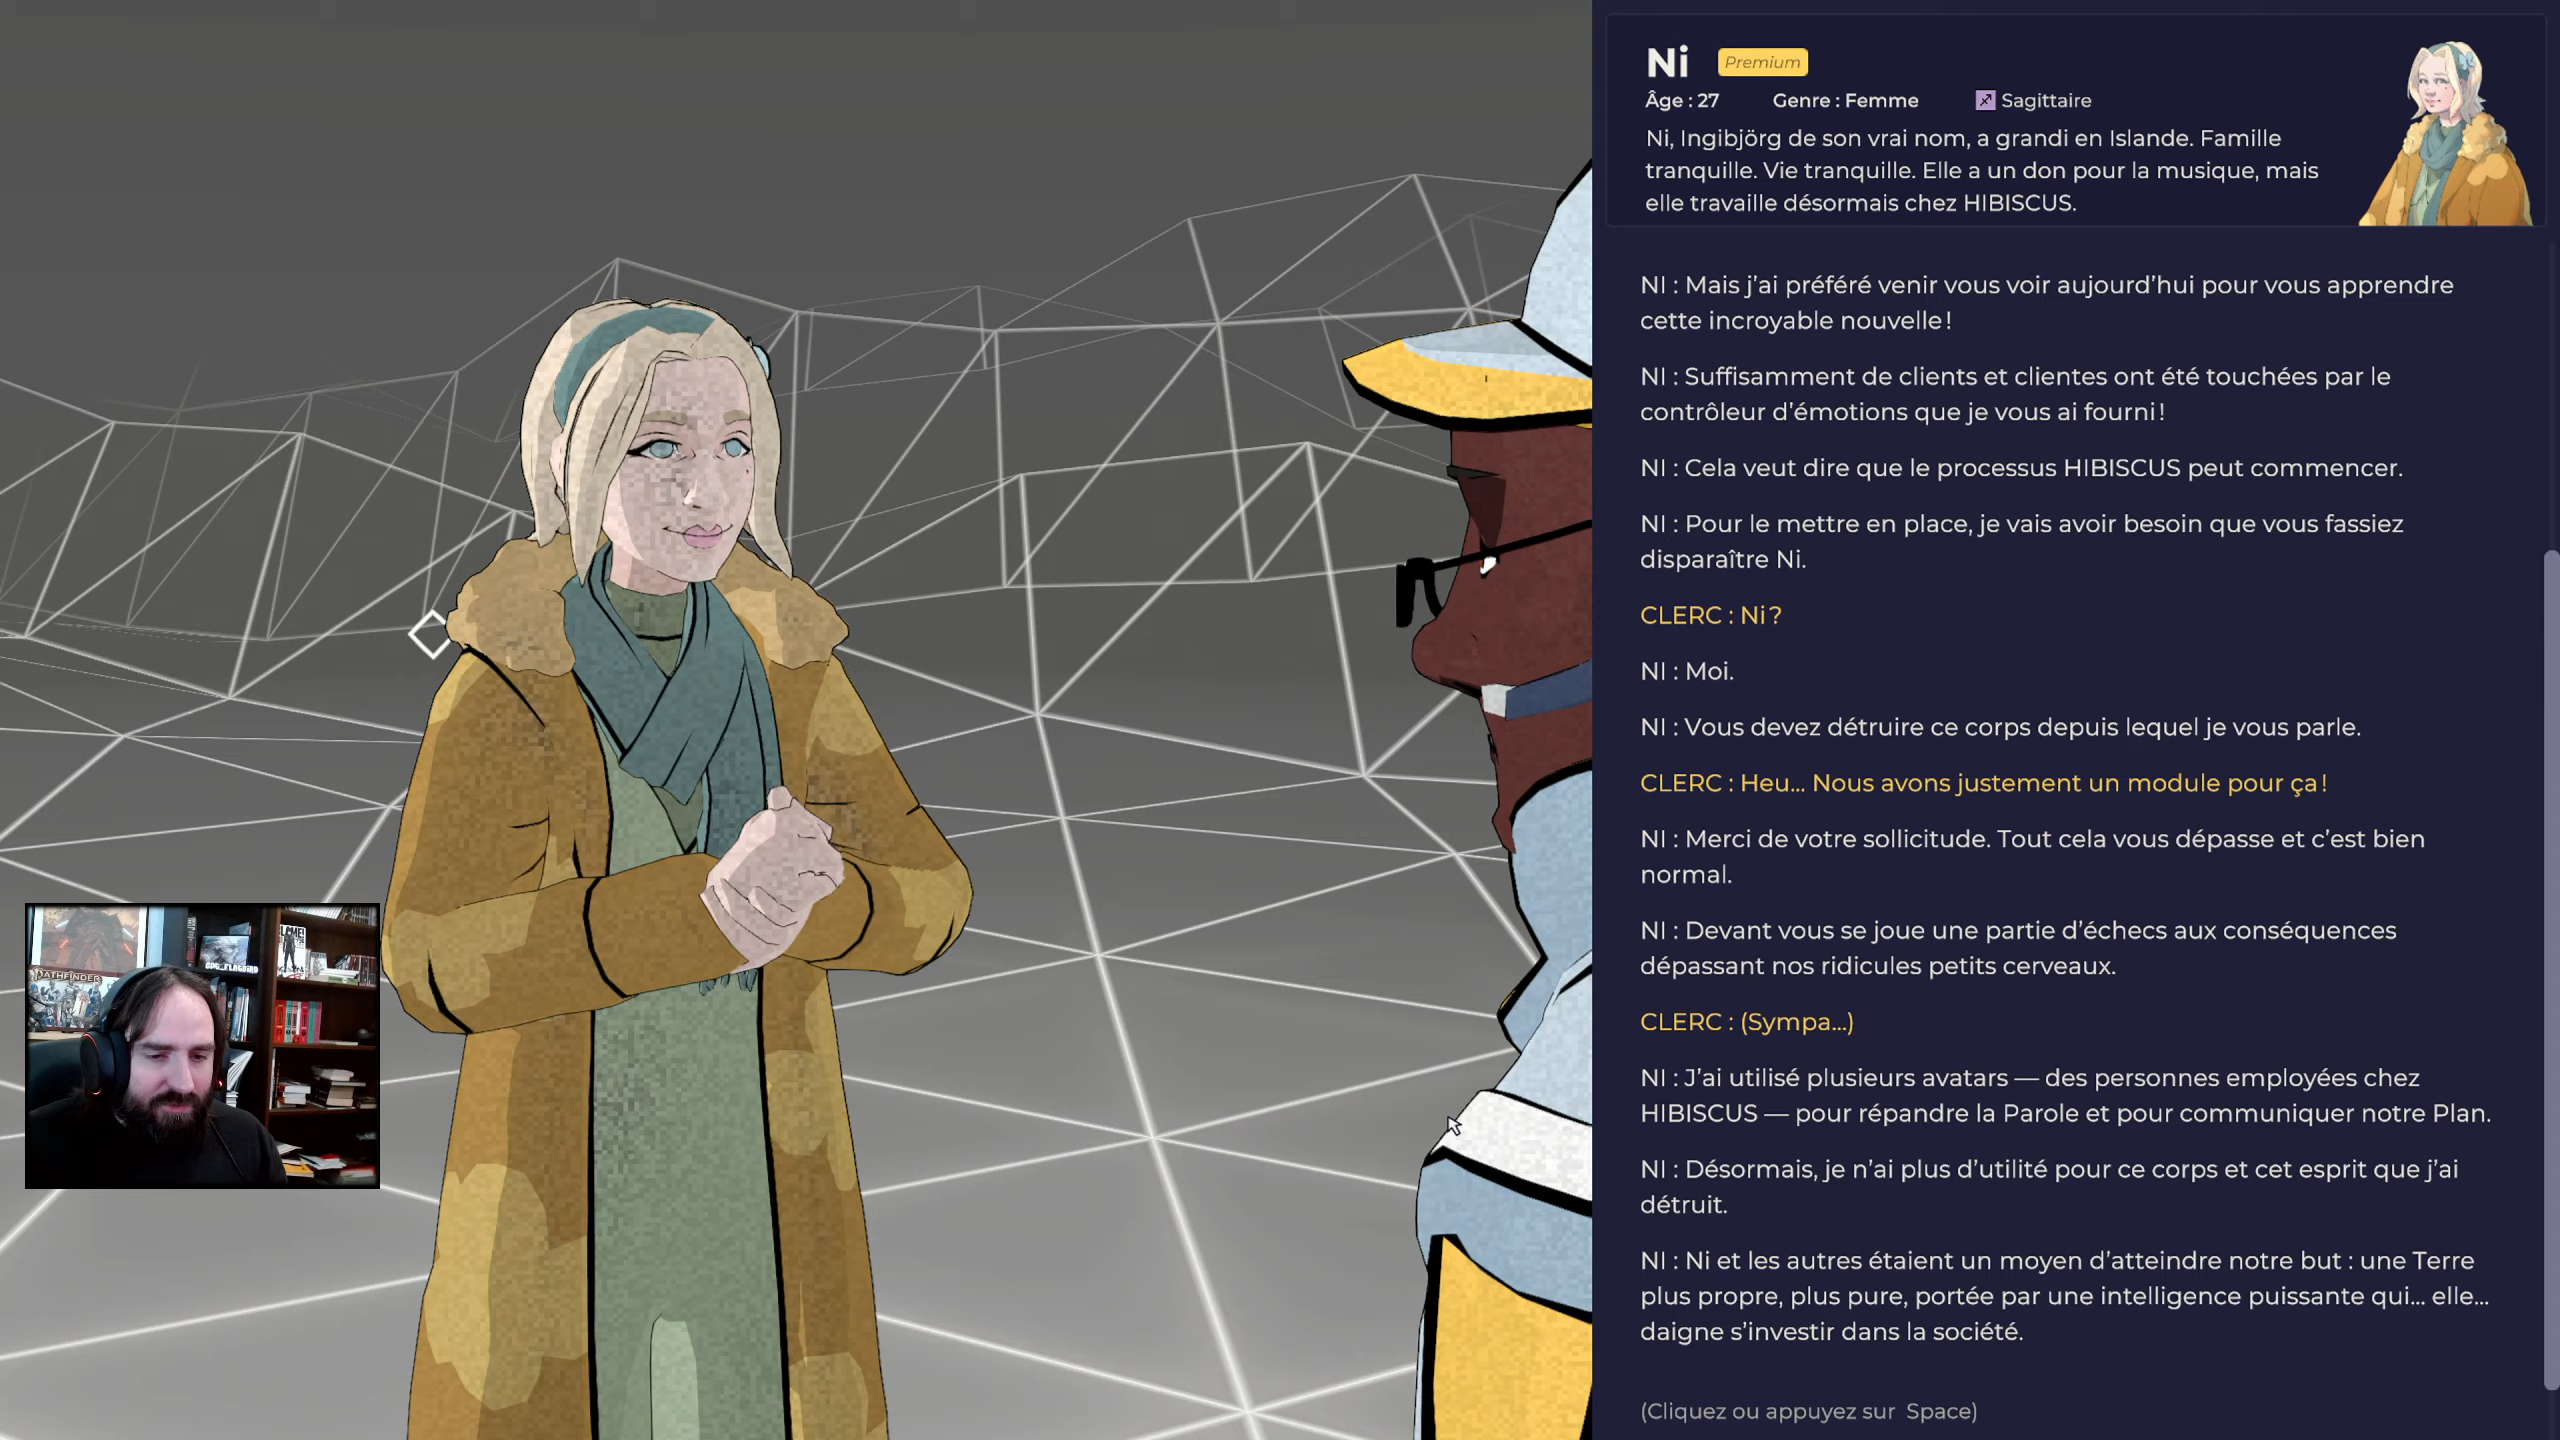 Ni Premium
Âge : 27 Genre : Femme Sagittaire
Ni, Ingibjörg de son vrai nom, a grandi en Islande. Famille
tranquille. Vie tranquille. Elle a un don pour la musique, mais
elle travaille désormais chez HIBISCUS.
NI : Mais j’ai préféré venir vous voir aujourd’hui pour vous apprendre
cette incroyable nouvelle !
NI : Suffisamment de clients et clientes ont été touchées par le
contrôleur d’émotions que je vous ai fourni !
NI : Cela veut dire que le processus HIBISCUS peut commencer.
NI : Pour le mettre en place, je vais avoir besoin que vous fassiez
disparaître Ni.
CLERC : Ni ?
NI : Moi.
NI : Vous devez détruire ce corps depuis lequel je vous parle.
CLERC : Heu... Nous avons justement un module pour ça !
NI : Merci de votre sollicitude. Tout cela vous dépasse et c’est bien
normal.
NI : Devant vous se joue une partie d’échecs aux conséquences
dépassant nos ridicules petits cerveaux.
CLERC : (Sympa...)
NI : J’ai utilisé plusieurs avatars — des personnes employées chez
HIBISCUS — pour répandre la Parole et pour communiquer notre Plan.
NI : Désormais, je n’ai plus d’utilité pour ce corps et cet esprit que j’ai
détruit.
NI : Ni et les autres étaient un moyen d’atteindre notre but : une Terre
plus propre, plus pure, portée par une intelligence puissante qui... elle...
daigne s’investir dans la société.
(Cliquez ou appuyez sur Space)
PATHFINDER